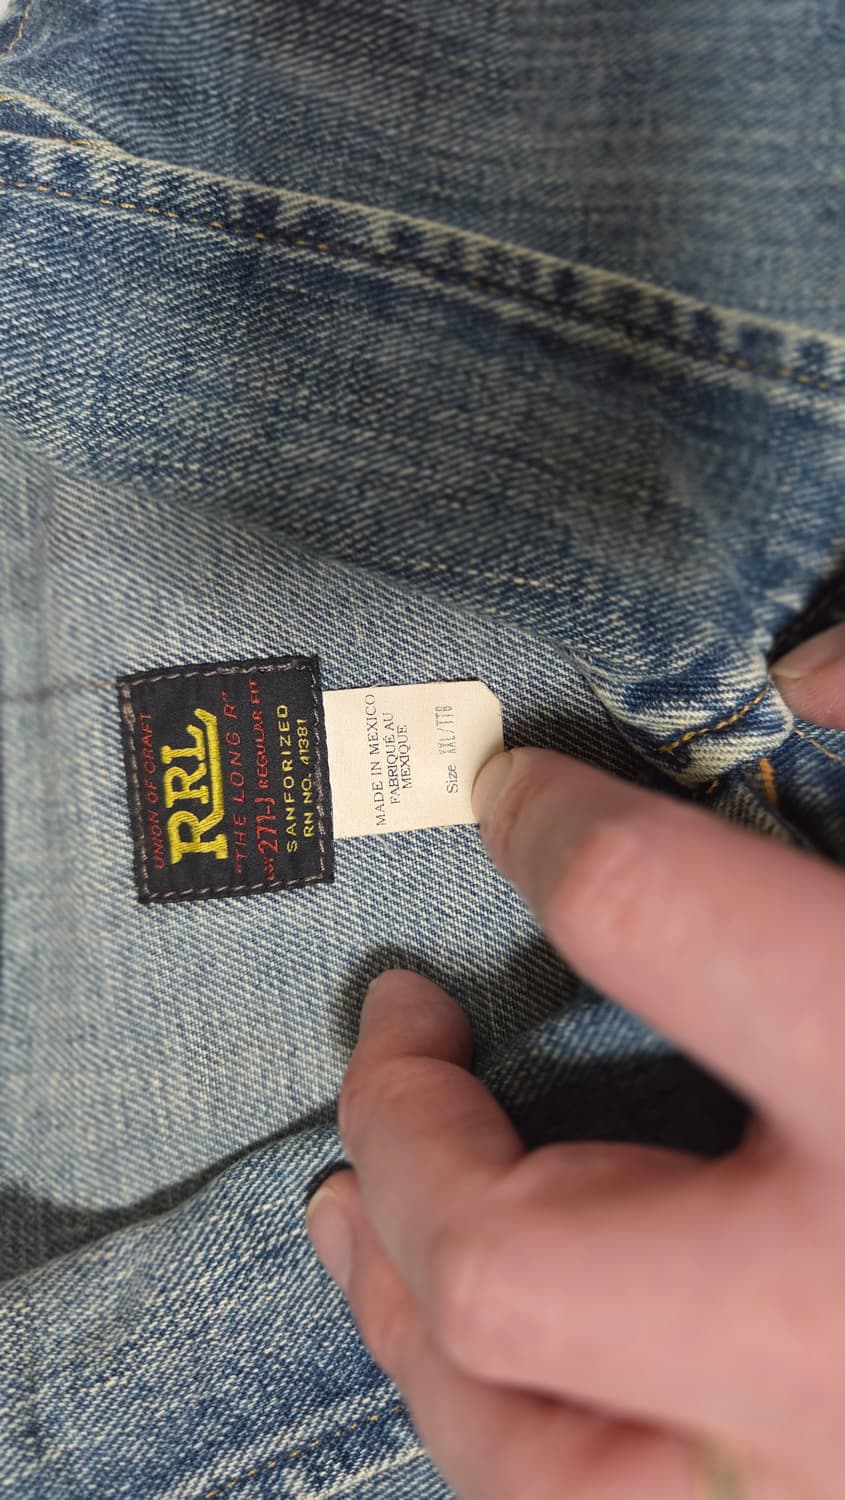 UNION OF CRAFT
RRL
"THE LONG R"
LOT 271-J REGULAR FIT
SANFORIZED
RN NO. 41381
MADE IN MEXICO
FABRIQUÉ AU
MEXIQUE
Size XXL/TTG